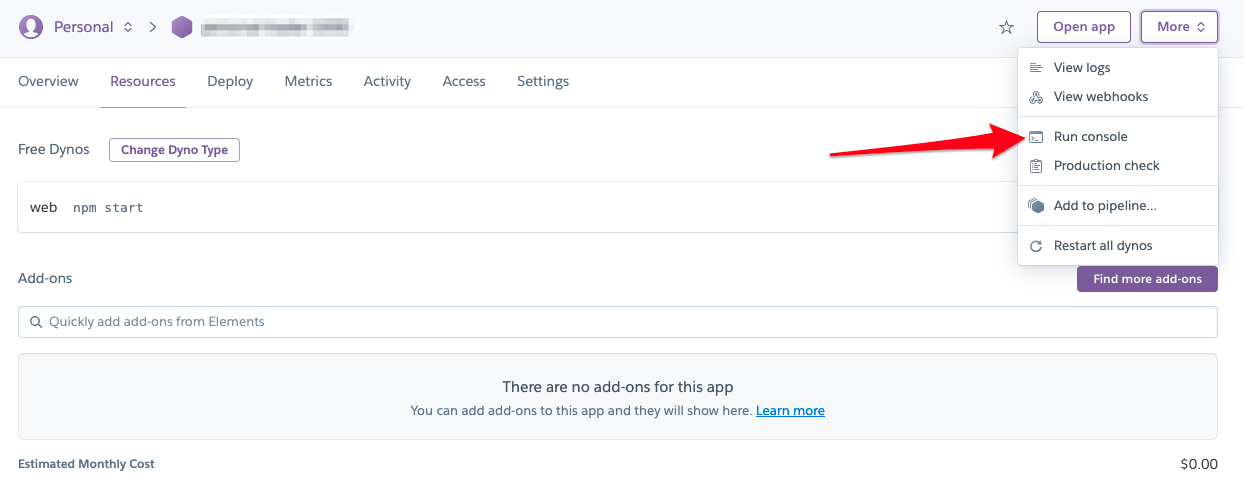 Personal
Open app
More
Overview Resources Deploy Metrics Activity Access Settings
View logs
View webhooks
Run console
Production check
Add to pipeline...
Restart all dynos
Free Dynos Change Dyno Type
web npm start
Add-ons
Find more add-ons
Quickly add add-ons from Elements
There are no add-ons for this app
You can add add-ons to this app and they will show here. Learn more
Estimated Monthly Cost $0.00